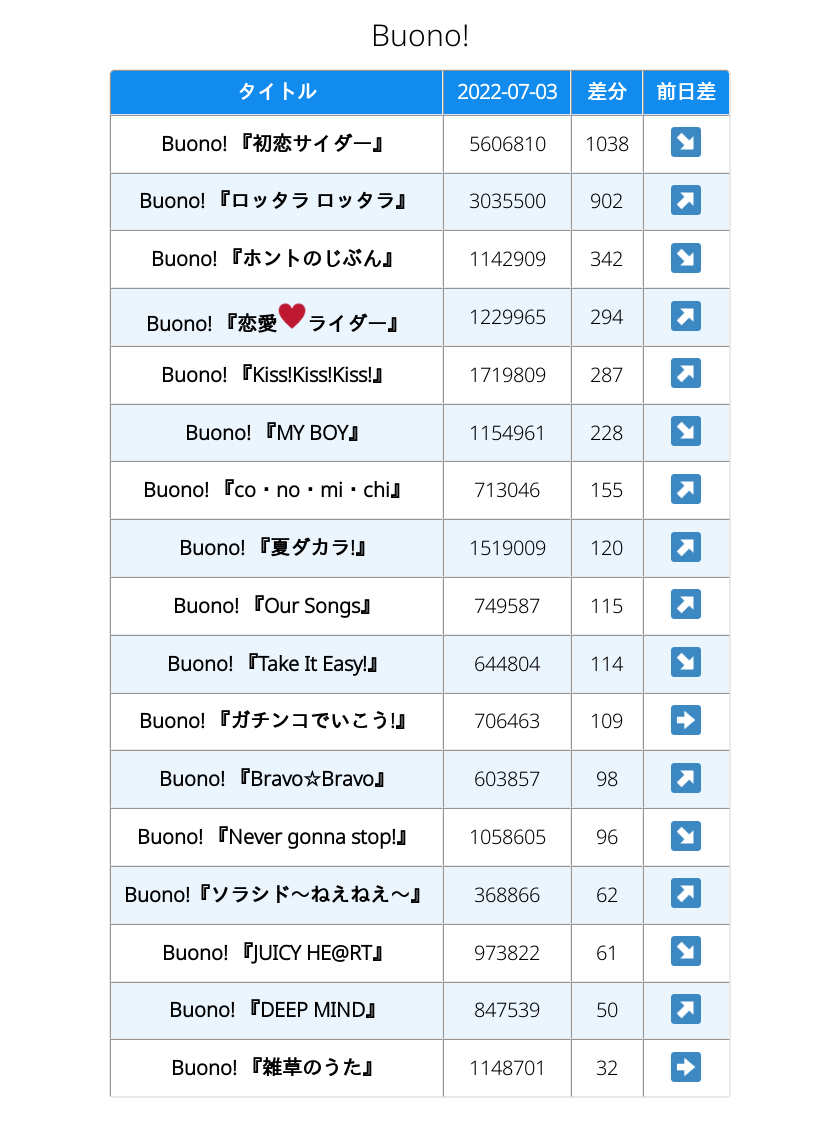 Buono!
タイトル 2022-07-03 差分 前日差
Buono! 『初恋サイダー』 5606810 1038 ↘
Buono! 『ロッタラ ロッタラ』 3035500 902 ↗
Buono! 『ホントのじぶん』 1142909 342 ↘
Buono! 『恋愛♥ライダー』 1229965 294 ↗
Buono! 『Kiss!Kiss!Kiss!』 1719809 287 ↗
Buono! 『MY BOY』 1154961 228 ↘
Buono! 『co・no・mi・chi』 713046 155 ↗
Buono! 『夏ダカラ!』 1519009 120 ↗
Buono! 『Our Songs』 749587 115 ↗
Buono! 『Take It Easy!』 644804 114 ↘
Buono! 『ガチンコでいこう!』 706463 109 ➡
Buono! 『Bravo☆Bravo』 603857 98 ↗
Buono! 『Never gonna stop!』 1058605 96 ↘
Buono!『ソラシド〜ねえねえ〜』 368866 62 ↗
Buono! 『JUICY HE@RT』 973822 61 ↘
Buono! 『DEEP MIND』 847539 50 ↗
Buono! 『雑草のうた』 1148701 32 ➡